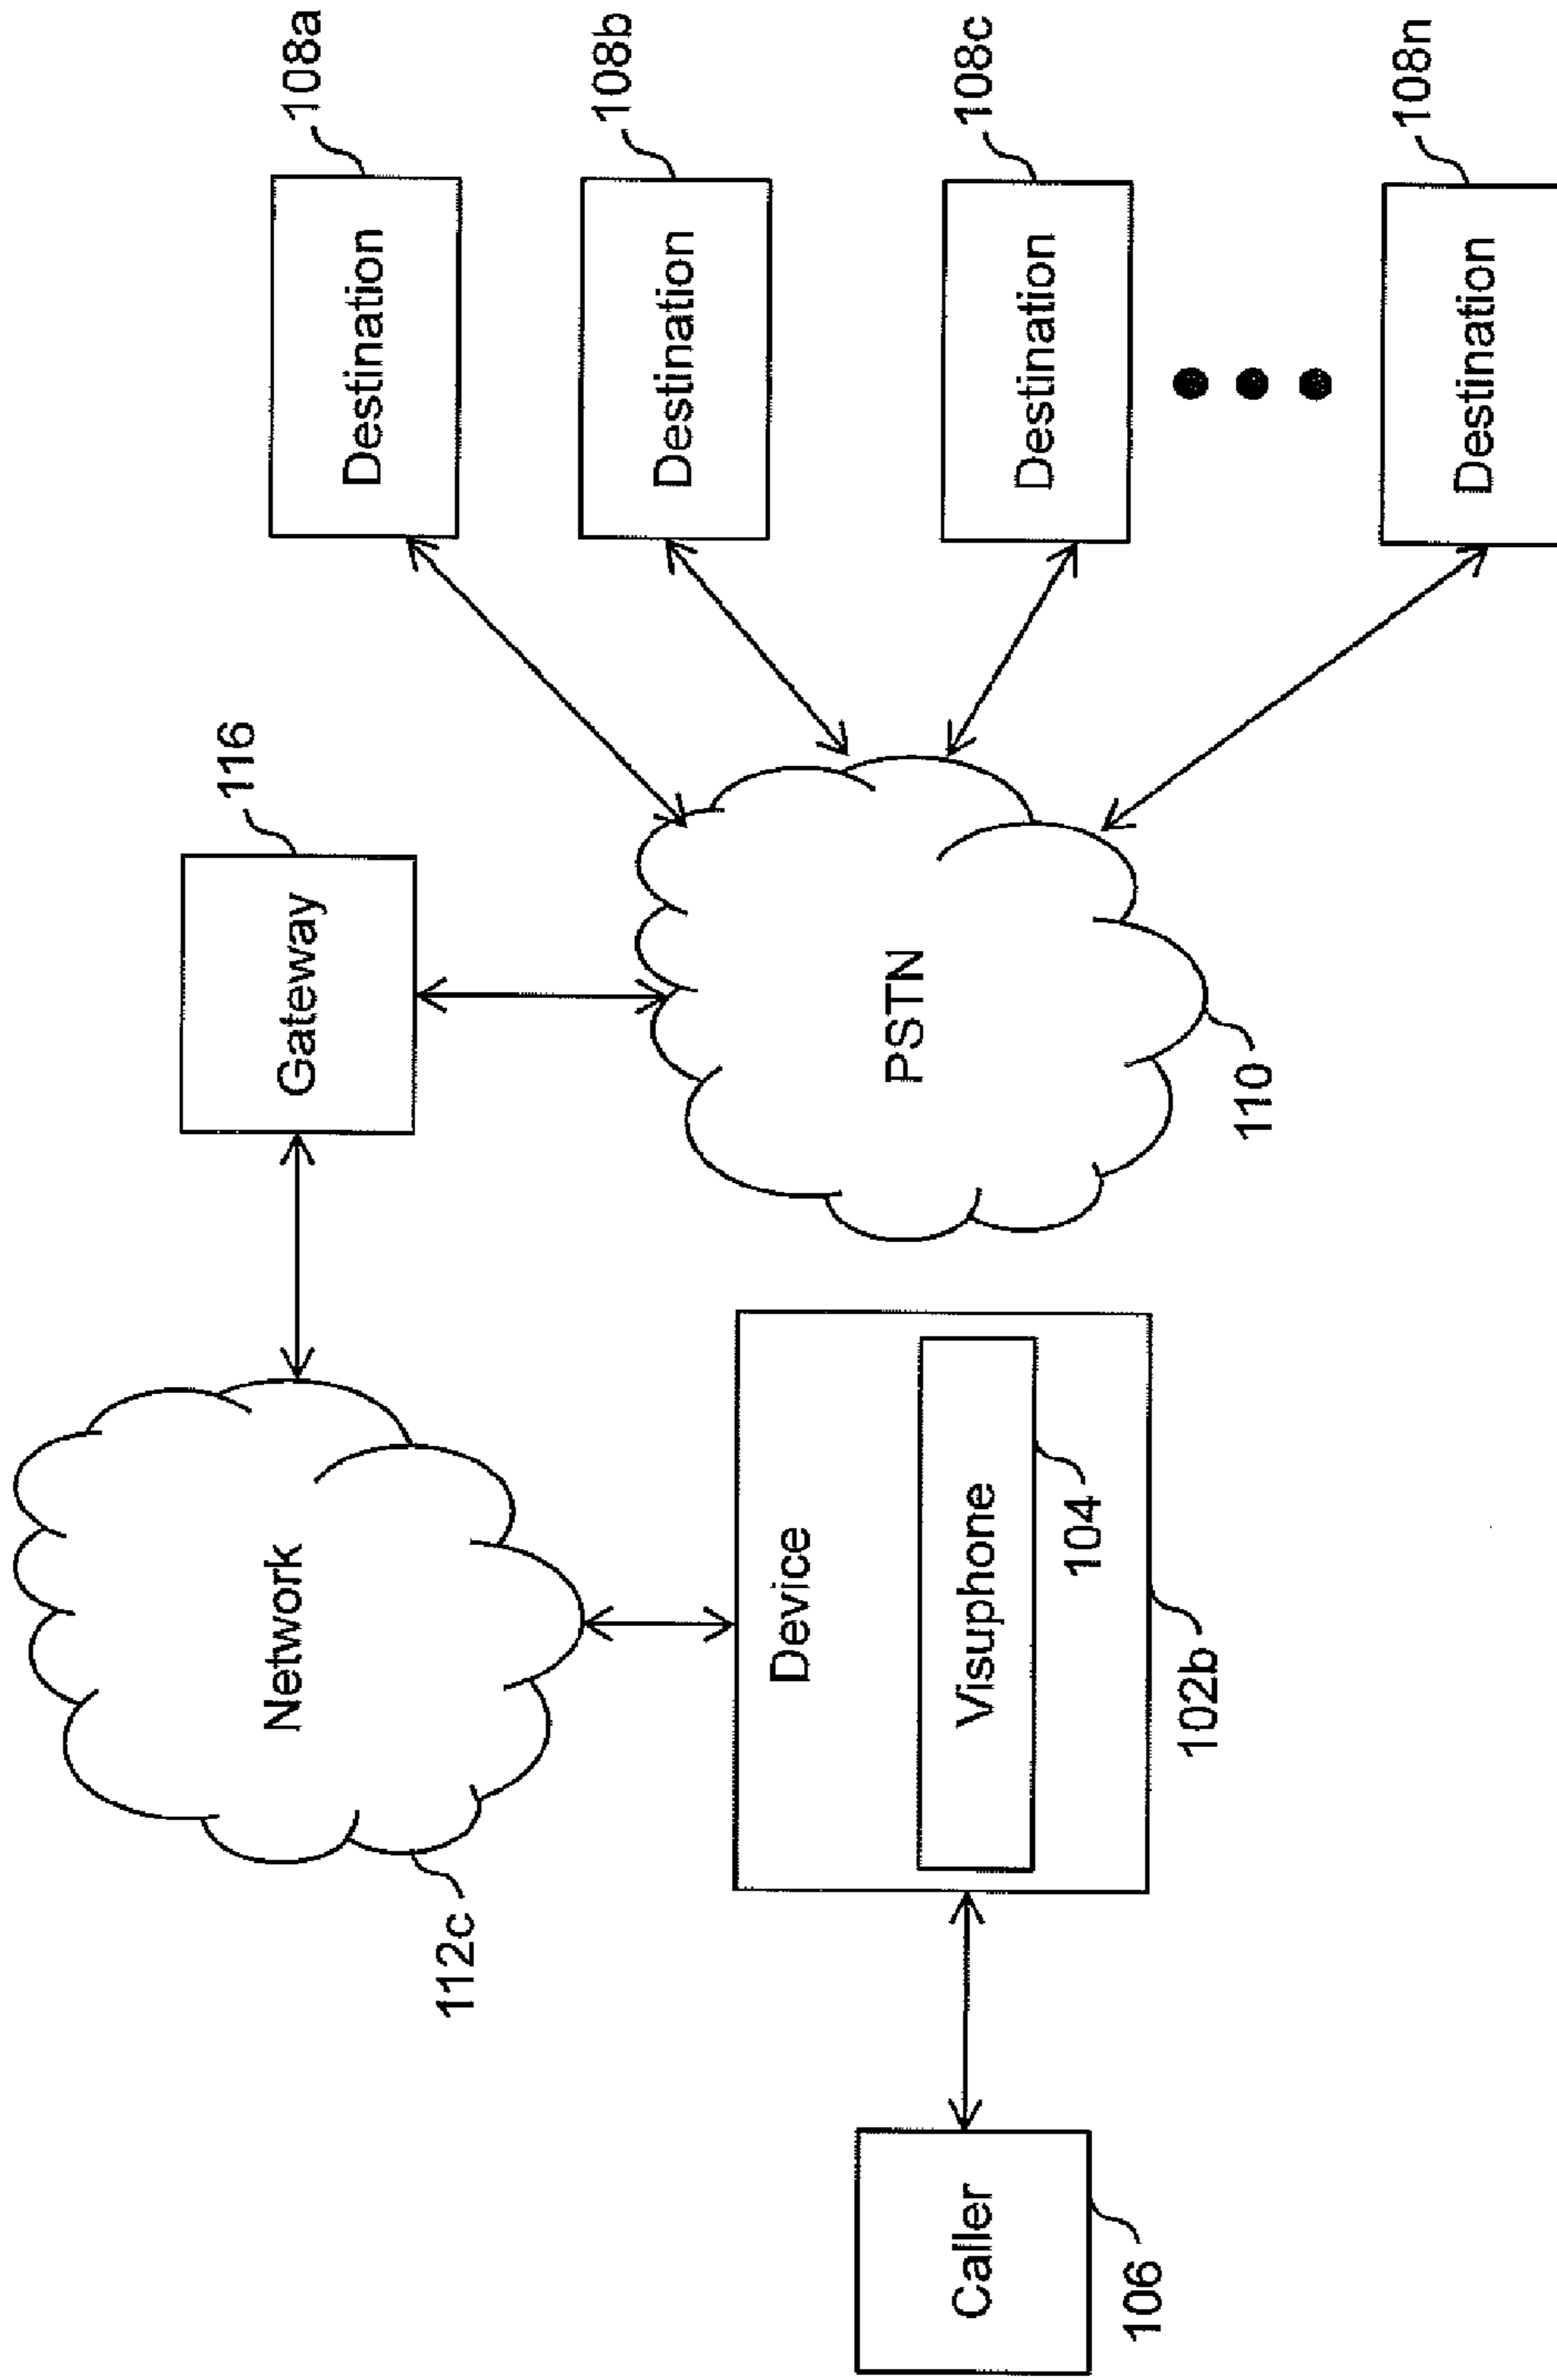 Network
112c
Gateway
116
Destination
108a
Destination
108b
Destination
108c
Destination
108n
PSTN
110
Device
Visuphone
104
102b
Caller
106